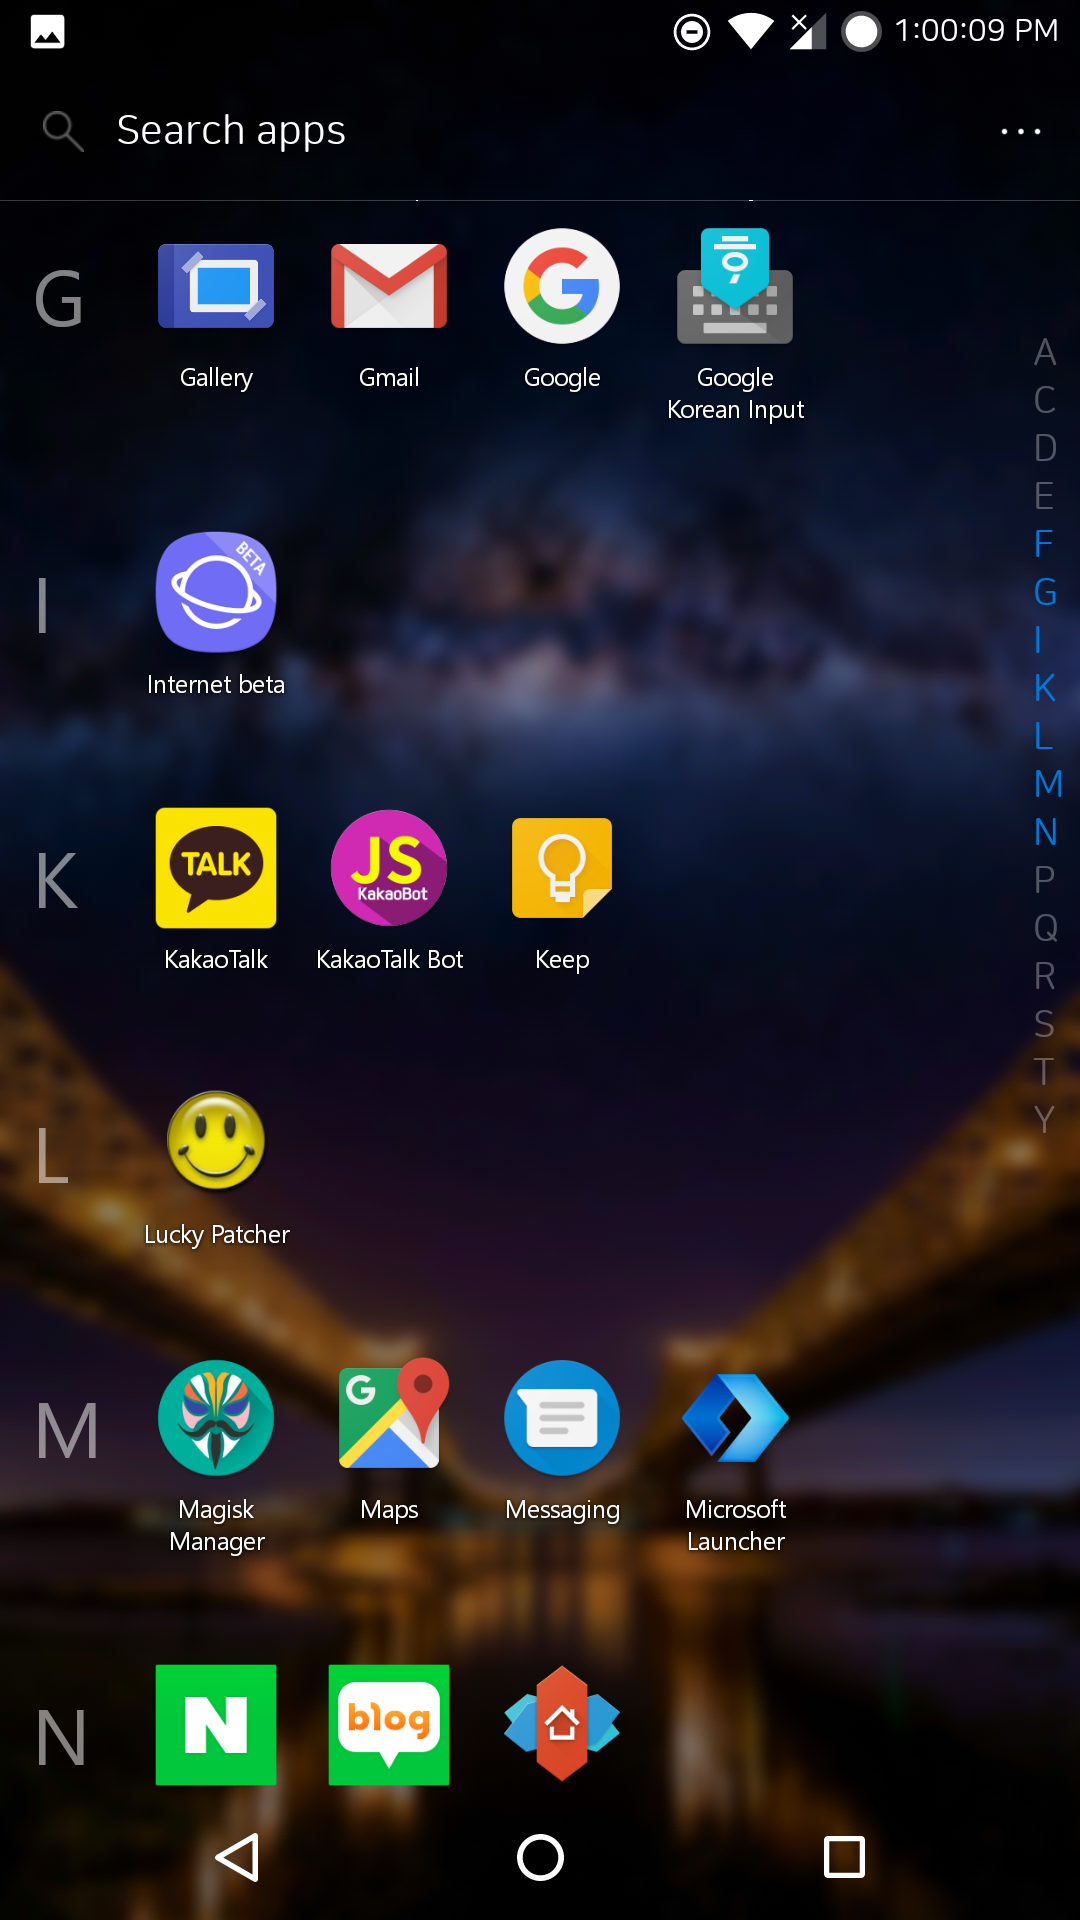 1:00:09 PM
Search apps
G
Gallery
Gmail
Google
Google
Korean Input
I
BETA
Internet beta
K
TALK
KakaoTalk
JS
KakaoBot
KakaoTalk Bot
Keep
L
Lucky Patcher
M
Magisk
Manager
G
Maps
Messaging
Microsoft
Launcher
N
N
blog
A
C
D
E
F
G
I
K
L
M
N
P
Q
R
S
T
Y